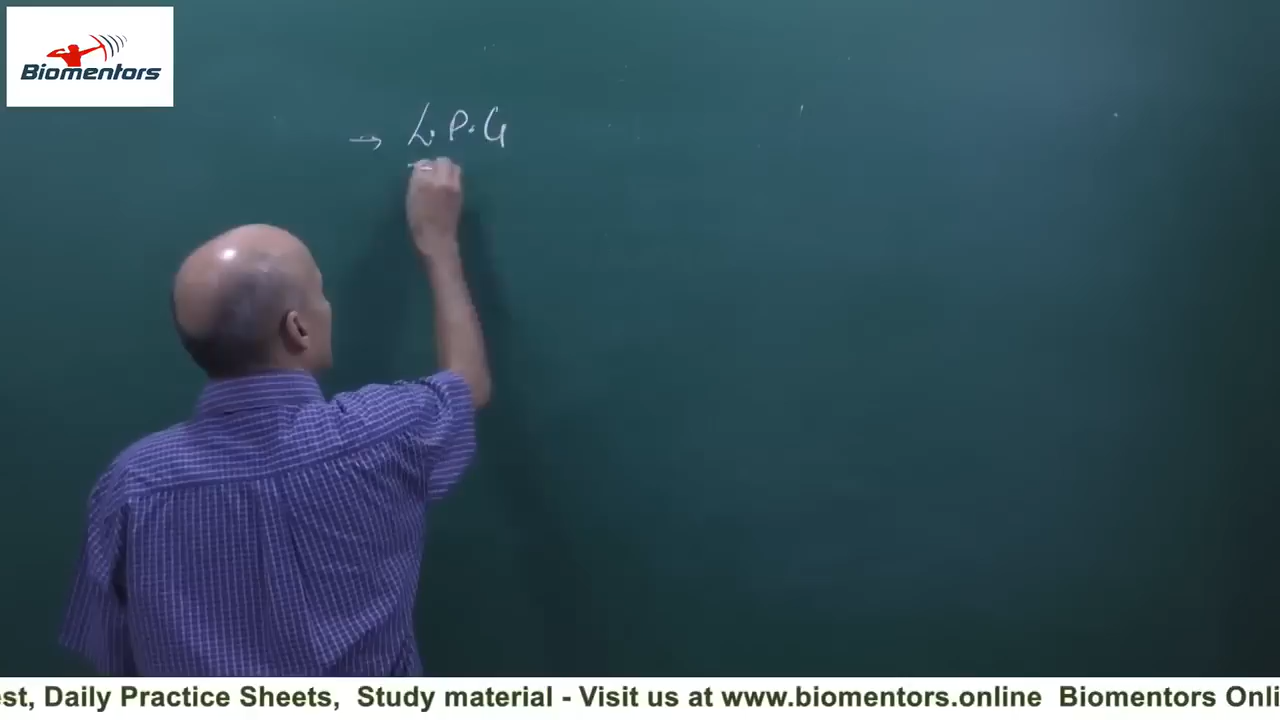 Biomentors
→ L.P.G
est, Daily Practice Sheets, Study material - Visit us at www.biomentors.online Biomentors Onli